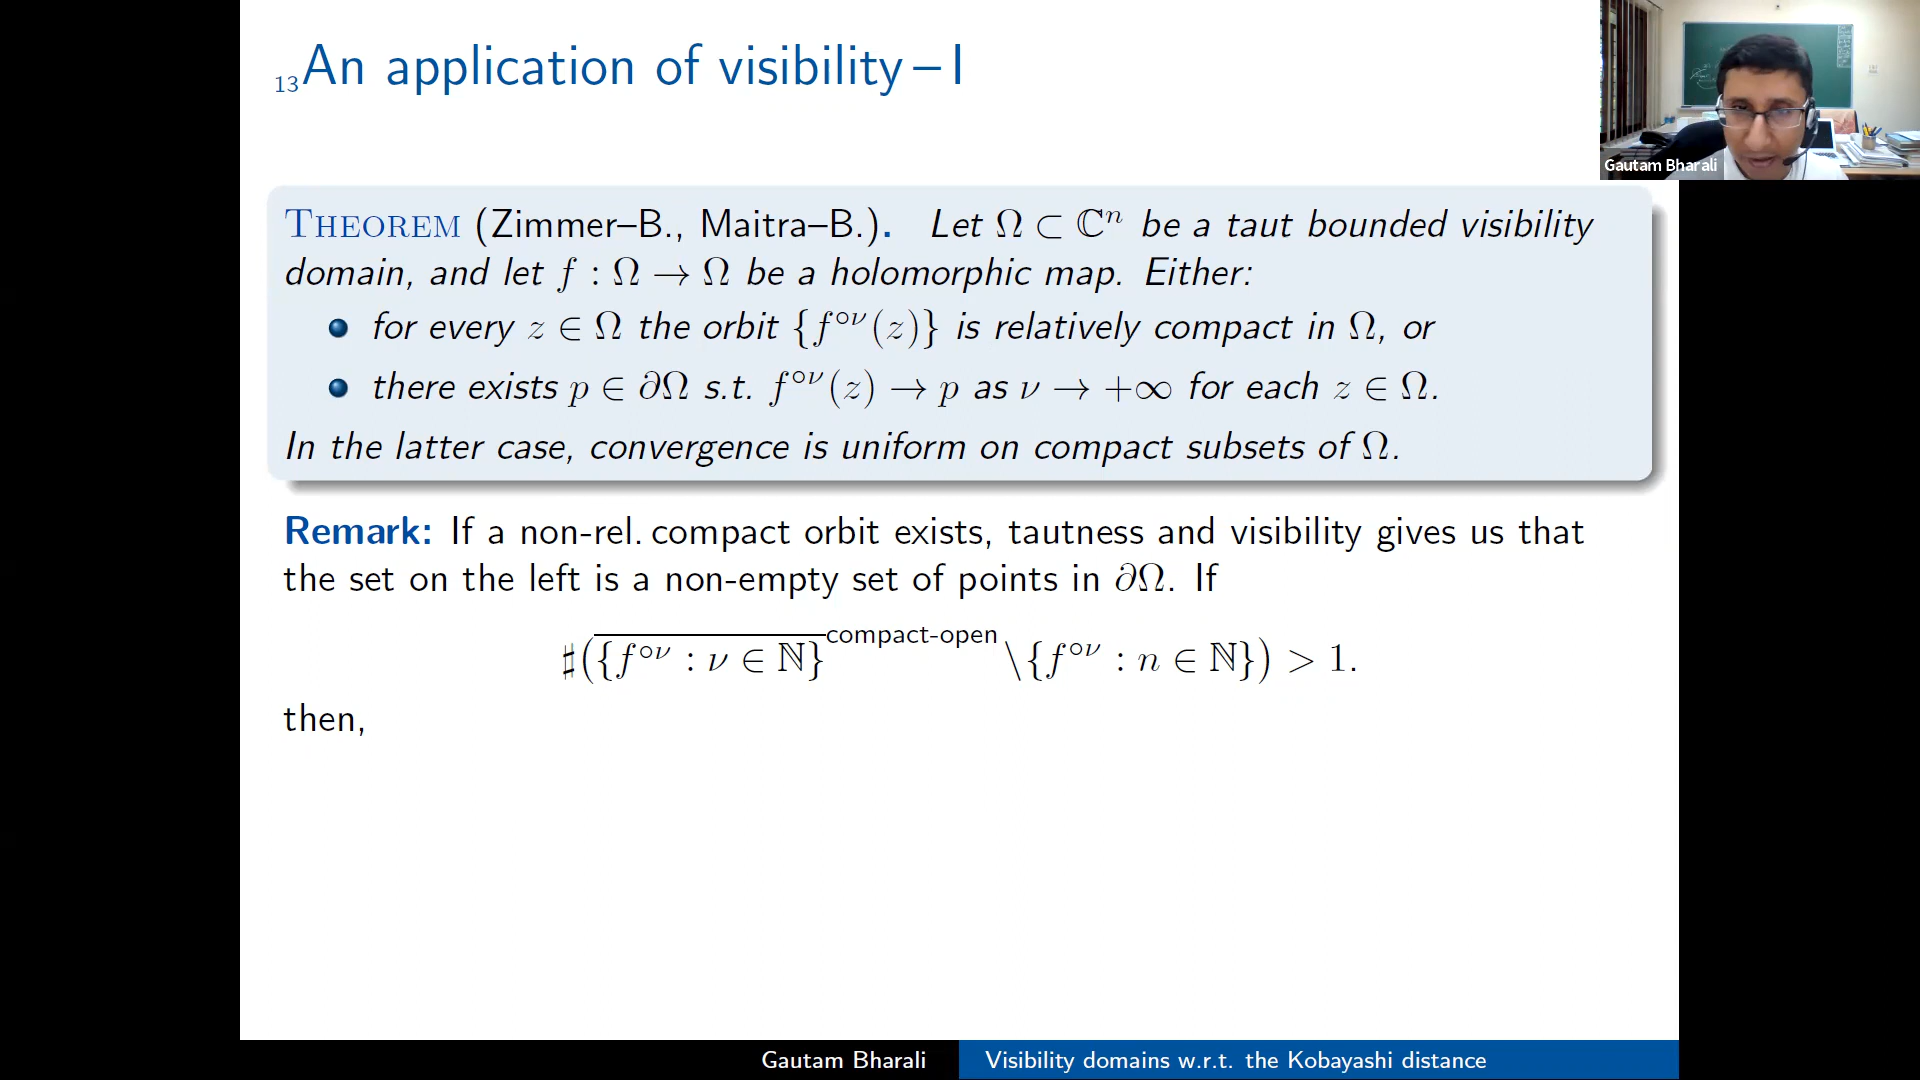 13 An application of visibility – I
Gautam Bharali
THEOREM (Zimmer–B., Maitra–B.). Let Ω ⊂ ℂⁿ be a taut bounded visibility
domain, and let f : Ω → Ω be a holomorphic map. Either:
for every z ∈ Ω the orbit {f^{∘ν}(z)} is relatively compact in Ω, or
there exists p ∈ ∂Ω s.t. f^{∘ν}(z) → p as ν → +∞ for each z ∈ Ω.
In the latter case, convergence is uniform on compact subsets of Ω.
Remark: If a non-rel. compact orbit exists, tautness and visibility gives us that
the set on the left is a non-empty set of points in ∂Ω. If
♯(\overline{{f^{∘ν} : ν ∈ ℕ}}^{compact-open} \ {f^{∘ν} : n ∈ ℕ}) > 1.
then,
Gautam Bharali Visibility domains w.r.t. the Kobayashi distance